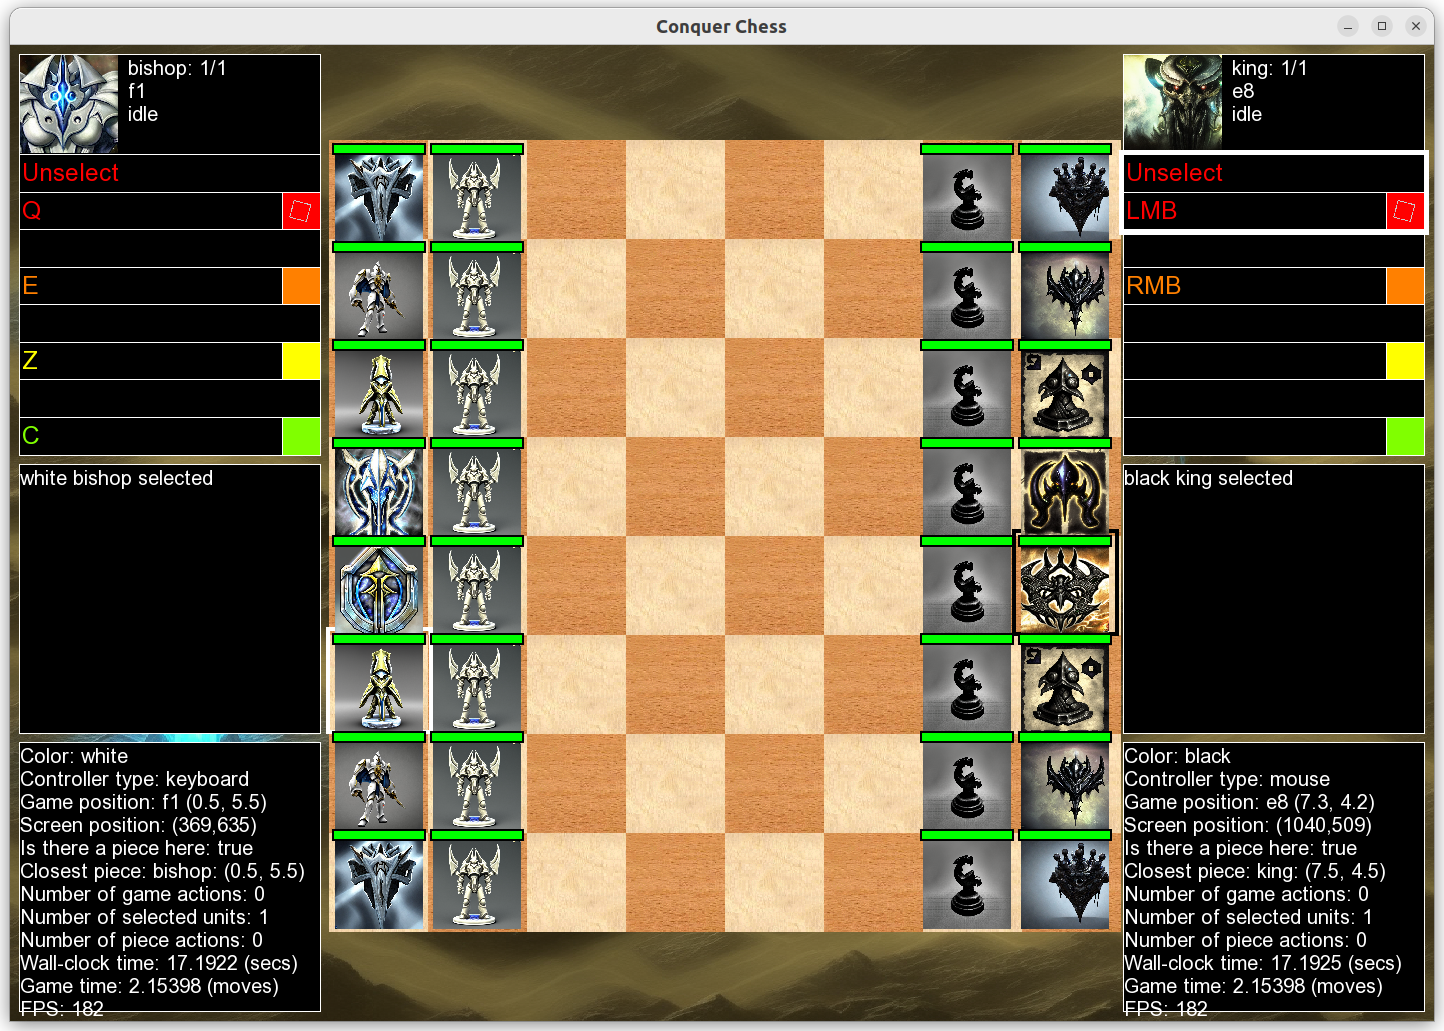 Conquer Chess
bishop: 1/1
f1
idle
Unselect
Q
E
Z
C
white bishop selected
Color: white
Controller type: keyboard
Game position: f1 (0.5, 5.5)
Screen position: (369,635)
Is there a piece here: true
Closest piece: bishop: (0.5, 5.5)
Number of game actions: 0
Number of selected units: 1
Number of piece actions: 0
Wall-clock time: 17.1922 (secs)
Game time: 2.15398 (moves)
FPS: 182
king: 1/1
e8
idle
Unselect
LMB
RMB
black king selected
Color: black
Controller type: mouse
Game position: e8 (7.3, 4.2)
Screen position: (1040,509)
Is there a piece here: true
Closest piece: king: (7.5, 4.5)
Number of game actions: 0
Number of selected units: 1
Number of piece actions: 0
Wall-clock time: 17.1925 (secs)
Game time: 2.15398 (moves)
FPS: 182